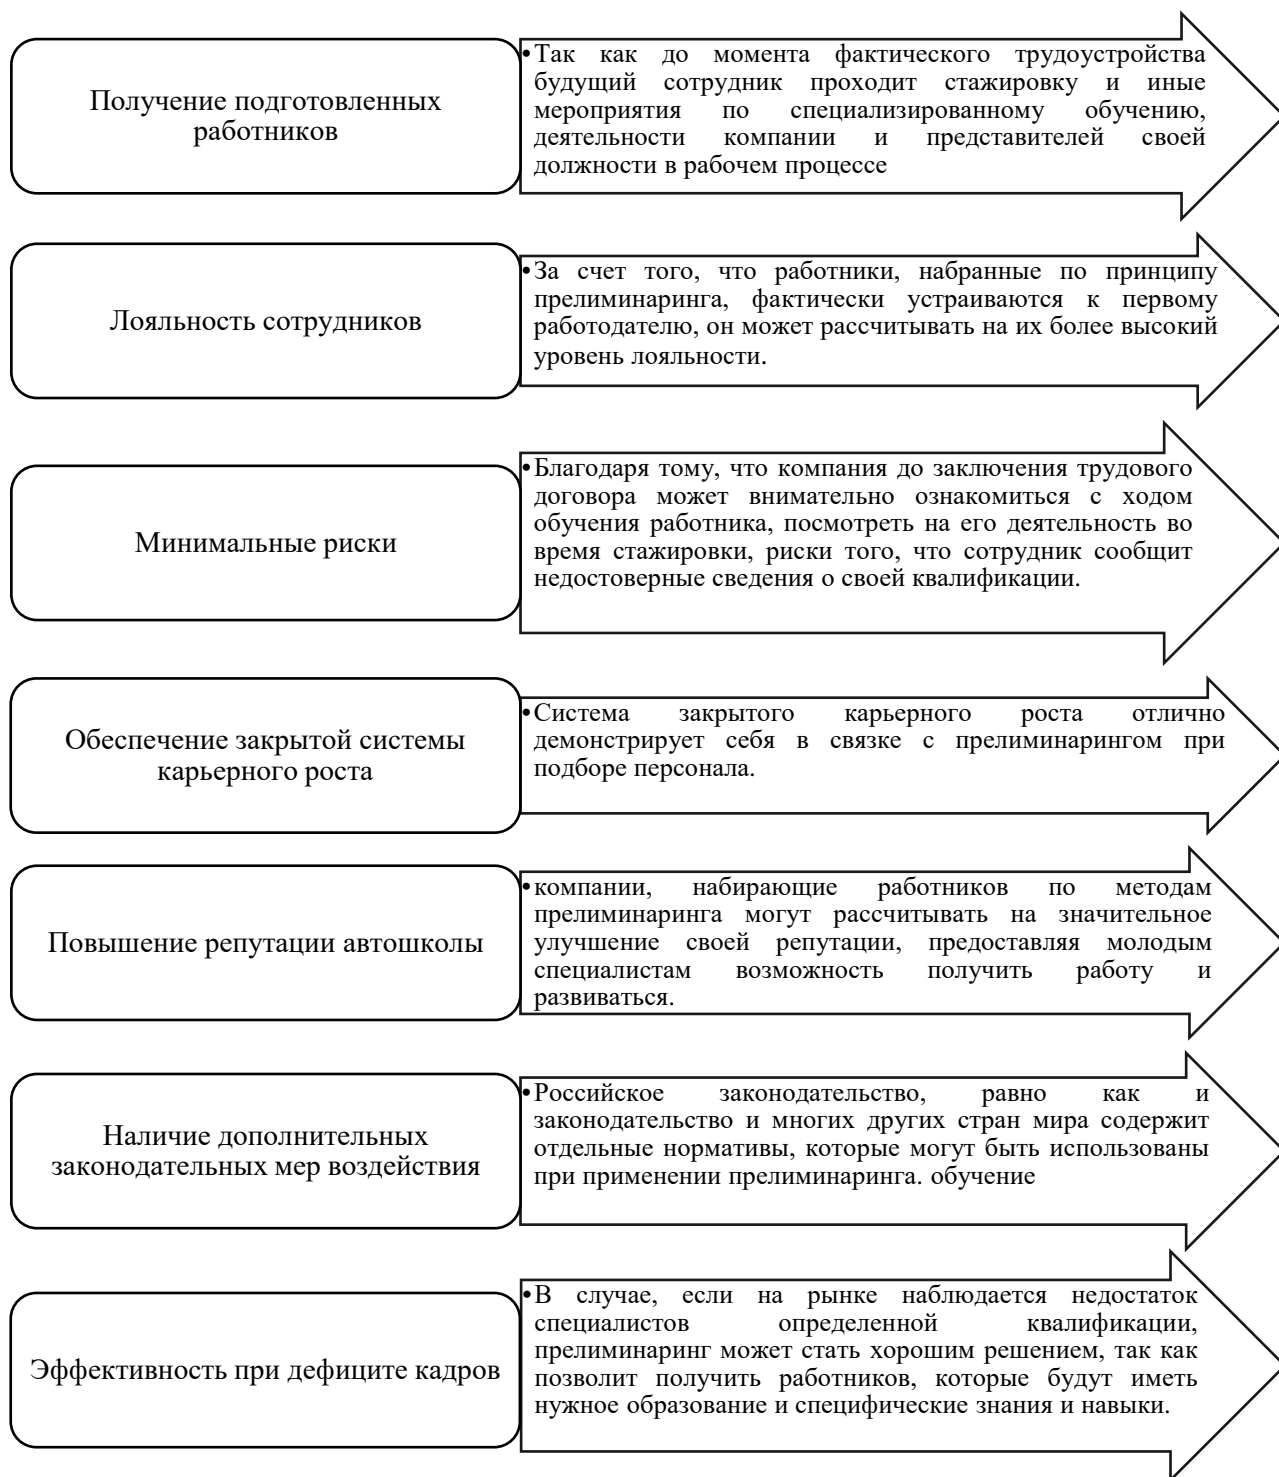 Получение подготовленных
работников
•Так как до момента фактического трудоустройства
будущий сотрудник проходит стажировку и иные
мероприятия по специализированному обучению,
деятельности компании и представителей своей
должности в рабочем процессе
Лояльность сотрудников
•За счет того, что работники, набранные по принципу
прелиминаринга, фактически устраиваются к первому
работодателю, он может рассчитывать на их более высокий
уровень лояльности.
Минимальные риски
•Благодаря тому, что компания до заключения трудового
договора может внимательно ознакомиться с ходом
обучения работника, посмотреть на его деятельность во
время стажировки, риски того, что сотрудник сообщит
недостоверные сведения о своей квалификации.
Обеспечение закрытой системы
карьерного роста
•Система закрытого карьерного роста отлично
демонстрирует себя в связке с прелиминарингом при
подборе персонала.
Повышение репутации автошколы
•компании, набирающие работников по методам
прелиминаринга могут рассчитывать на значительное
улучшение своей репутации, предоставляя молодым
специалистам возможность получить работу и
развиваться.
Наличие дополнительных
законодательных мер воздействия
•Российское законодательство, равно как и
законодательство и многих других стран мира содержит
отдельные нормативы, которые могут быть использованы
при применении прелиминаринга. обучение
Эффективность при дефиците кадров
•В случае, если на рынке наблюдается недостаток
специалистов определенной квалификации,
прелиминаринг может стать хорошим решением, так как
позволит получить работников, которые будут иметь
нужное образование и специфические знания и навыки.